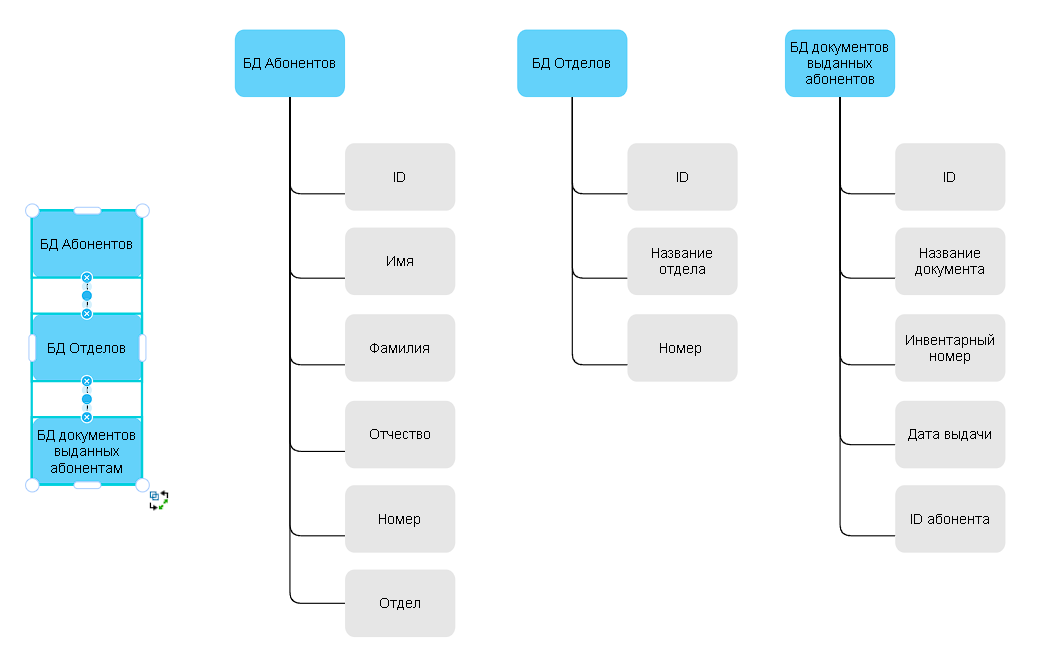 БД Абонентов
БД Отделов
БД документов
выданных
абонентам
БД Абонентов
ID
Имя
Фамилия
Отчество
Номер
Отдел
БД Отделов
ID
Название
отдела
Номер
БД документов
выданных
абонентов
ID
Название
документа
Инвентарный
номер
Дата выдачи
ID абонента